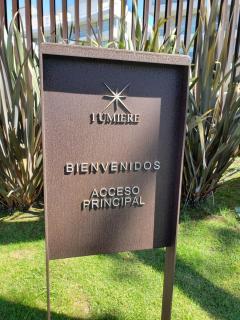 LUMIERE
BIENVENIDOS
ACCESO
PRINCIPAL